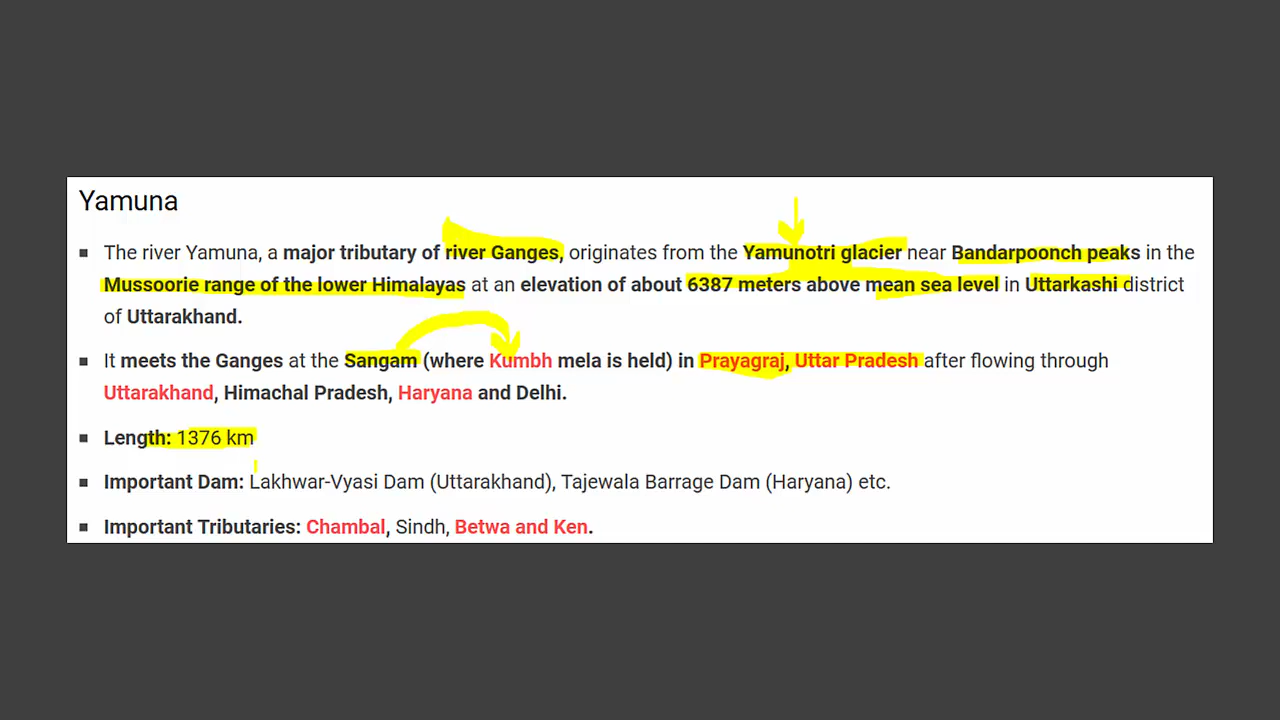 Yamuna
The river Yamuna, a major tributary of river Ganges, originates from the Yamunotri glacier near Bandarpoonch peaks in the
Mussoorie range of the lower Himalayas at an elevation of about 6387 meters above mean sea level in Uttarkashi district
of Uttarakhand.
It meets the Ganges at the Sangam (where Kumbh mela is held) in Prayagraj, Uttar Pradesh after flowing through
Uttarakhand, Himachal Pradesh, Haryana and Delhi.
Length: 1376 km
Important Dam: Lakhwar-Vyasi Dam (Uttarakhand), Tajewala Barrage Dam (Haryana) etc.
Important Tributaries: Chambal, Sindh, Betwa and Ken.